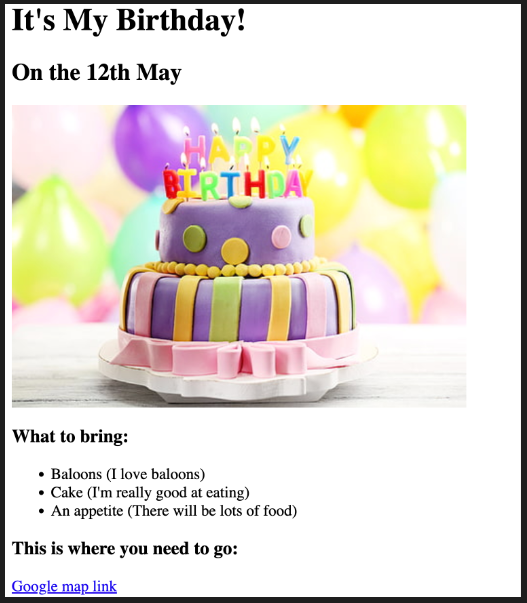 It's My Birthday!
On the 12th May
HAPPY
BIRTHDAY
What to bring:
Baloons (I love baloons)
Cake (I'm really good at eating)
An appetite (There will be lots of food)
This is where you need to go:
Google map link